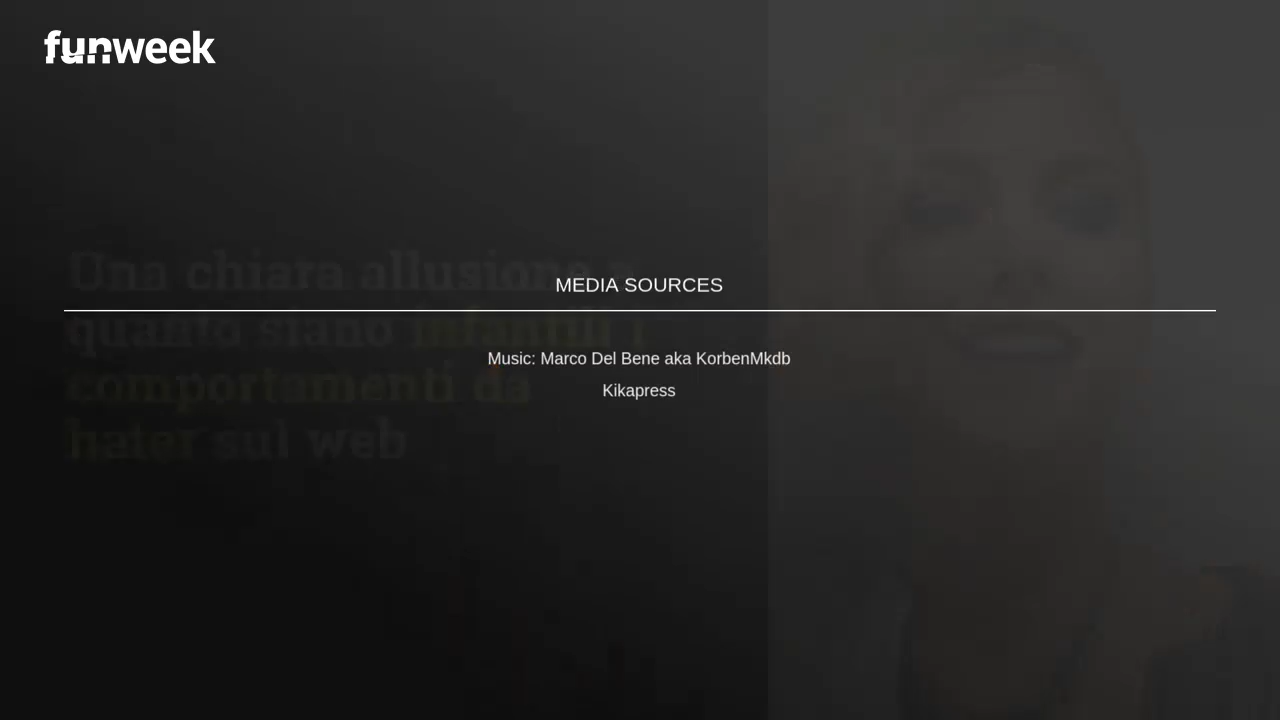 funweek
Una chiara allusione a
MEDIA SOURCES
quanto siano infantili i
Music: Marco Del Bene aka KorbenMkdb
comportamenti da
Kikapress
hater sul web